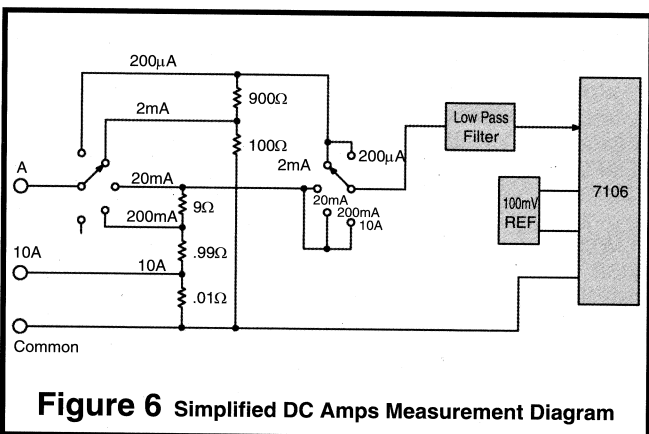 200μA
900Ω
2mA
100Ω
Low Pass
Filter
2mA
200μA
A
20mA
7106
9Ω
20mA
100mV
REF
200mA
200mA
10A
10A
.99Ω
10A
.01Ω
Common
Figure 6 Simplified DC Amps Measurement Diagram